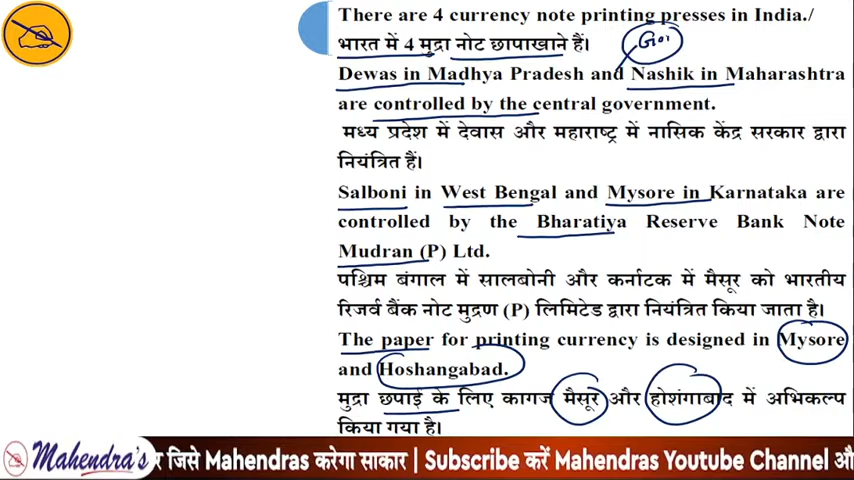 There are 4 currency note printing presses in India./
भारत में 4 मुद्रा नोट छापाखाने हैं।
Gov
Dewas in Madhya Pradesh and Nashik in Maharashtra
are controlled by the central government.
मध्य प्रदेश में देवास और महाराष्ट्र में नासिक केंद्र सरकार द्वारा
नियंत्रित हैं।
Salboni in West Bengal and Mysore in Karnataka are
controlled by the Bharatiya Reserve Bank Note
Mudran (P) Ltd.
पश्चिम बंगाल में सालबोनी और कर्नाटक में मैसूर को भारतीय
रिजर्व बैंक नोट मुद्रण (P) लिमिटेड द्वारा नियंत्रित किया जाता है।
The paper for printing currency is designed in Mysore
and Hoshangabad.
मुद्रा छपाई के लिए कागज मैसूर और होशंगाबाद में अभिकल्प
किया गया है।
Mahendra's र जिसे Mahendras करेगा साकार | Subscribe करें Mahendras Youtube Channel औ